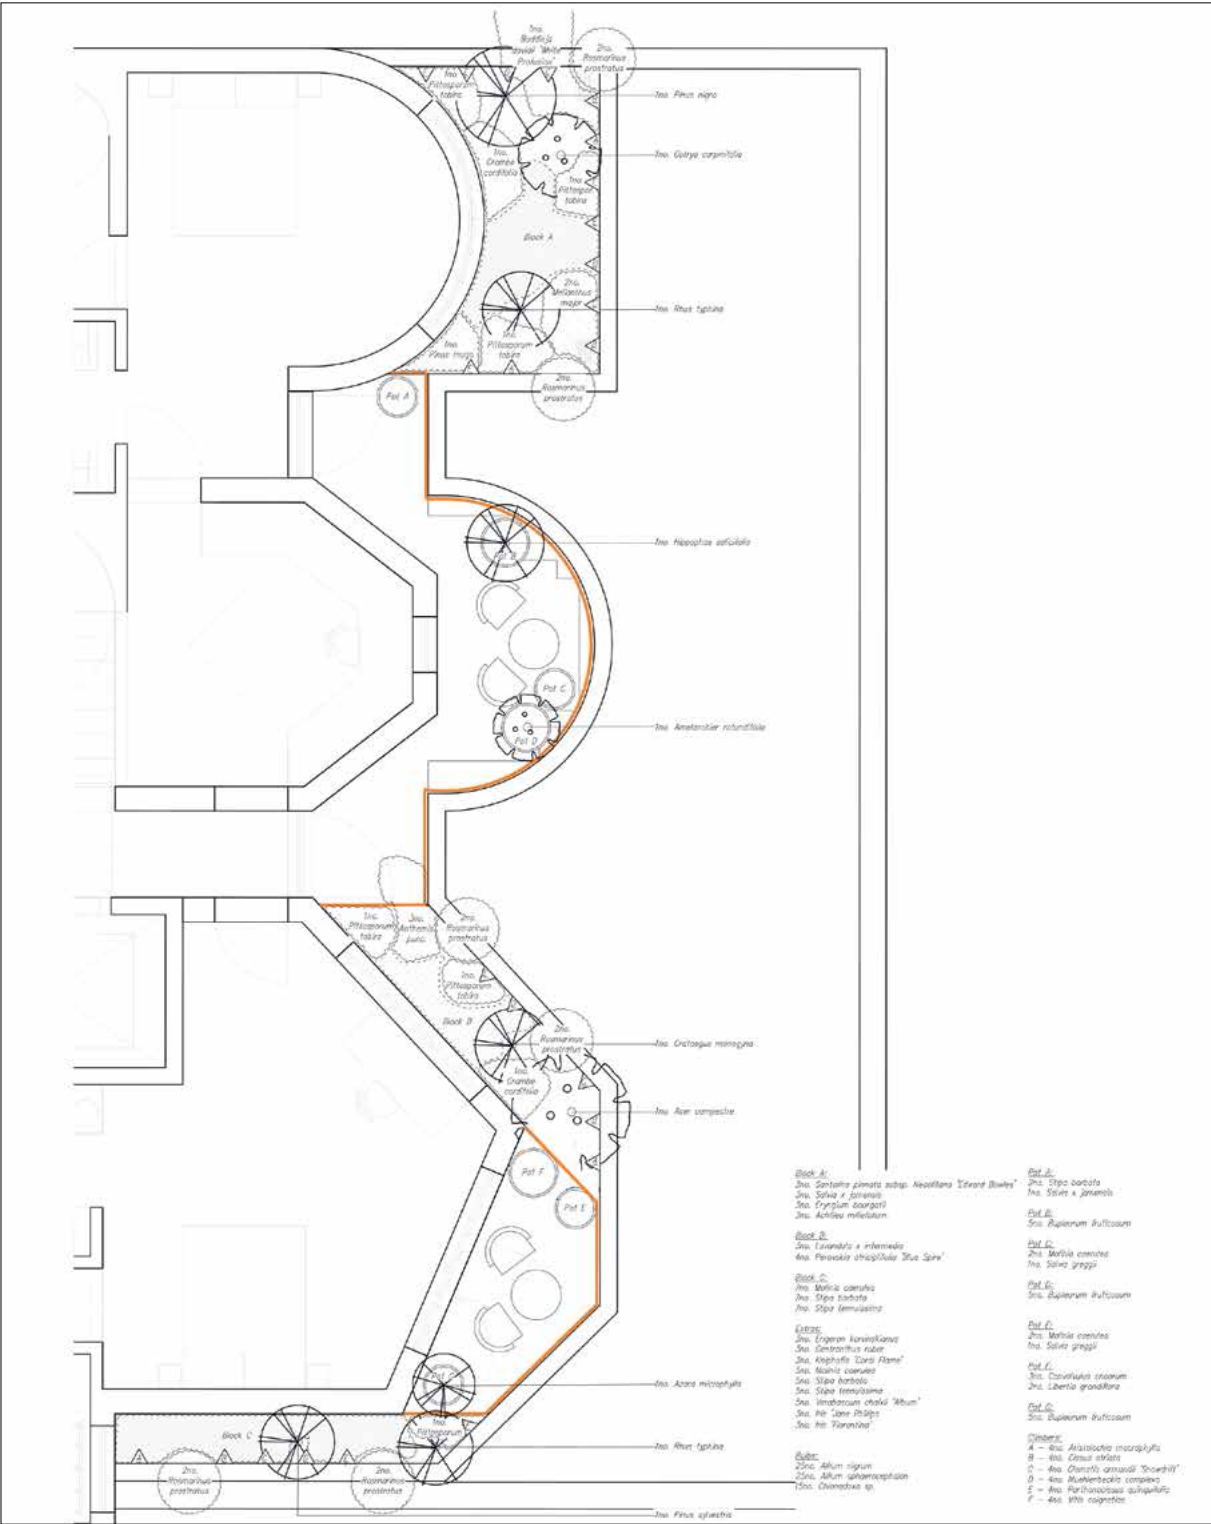 1no.
Buddleja
davidii "White
Profusion"
2no.
Rosmarinus
prostratus
1no.
Pittosporum
tobira
1no. Pinus nigra
1no. Ostrya carpinifolia
1no.
Crambe
cordifolia
1no.
tobira
Block A
2no.
major
1no. Rhus typhina
1no.
Pinus mugo
1no.
Pittosporum
tobira
2no.
Rosmarinus
prostratus
Pot A
1no. Hippophae salicifolia
Pot B
Pot C
Pot D
1no. Amelanchier rotundifolia
1no.
Pittosporum
tobira
3no.
Anthemis
punc.
2no.
Rosmarinus
prostratus
1no.
Pittosporum
tobira
Block B
2no.
Rosmarinus
prostratus
1no. Crataegus monogyna
1no.
Crambe
cordifolia
1no. Acer campestre
Pot F
Pot E
Pot G
1no. Azara microphylla
Block C
1no.
Pittosporum
1no. Rhus typhina
2no.
Rosmarinus
prostratus
2no.
Rosmarinus
prostratus
1no. Pinus sylvestris
Block A:
3no. Santolina pinnata subsp. Neapolitana "Edward Bowles"
3no. Salvia x jamensis
3no. Eryngium bourgatii
3no. Achillea millefolium
Block B:
3no. Lavandula x intermedia
4no. Perovskia atriciplifolia "Blue Spire"
Block C:
7no. Molinia caerulea
7no. Stipa barbata
7no. Stipa tennuissima
Extras:
3no. Erigeron karvinskianus
3no. Centranthus ruber
3no. Kniphofia "Coral Flame"
5no. Molinia caerulea
5no. Stipa barbata
5no. Stipa tennuissima
5no. Verbascum chaixii "Album"
3no. Iris "Jane Phillips"
3no. Iris "Florentina"
Bulbs:
25no. Allium nigrum
25no. Allium sphaerocephalon
15no. Chionodoxa sp.
Pot A:
2no. Stipa barbata
1no. Salvia x jamensis
Pot B:
5no. Bupleurum fruticosum
Pot C:
2no. Molinia caerulea
1no. Salvia greggii
Pot D:
5no. Bupleurum fruticosum
Pot E:
2no. Molinia caerulea
1no. Salvia greggii
Pot F:
3no. Convolvulus cneorum
2no. Libertia grandiflora
Pot G:
5no. Bupleurum fruticosum
Climbers:
A - 4no. Aristolochia macrophylla
B - 4no. Cissus striata
C - 4no. Clematis armandii "Snowdrift"
D - 4no. Muehlenbeckia complexa
E - 4no. Parthenocissus quinquifolia
F - 4no. Vitis coignetiae